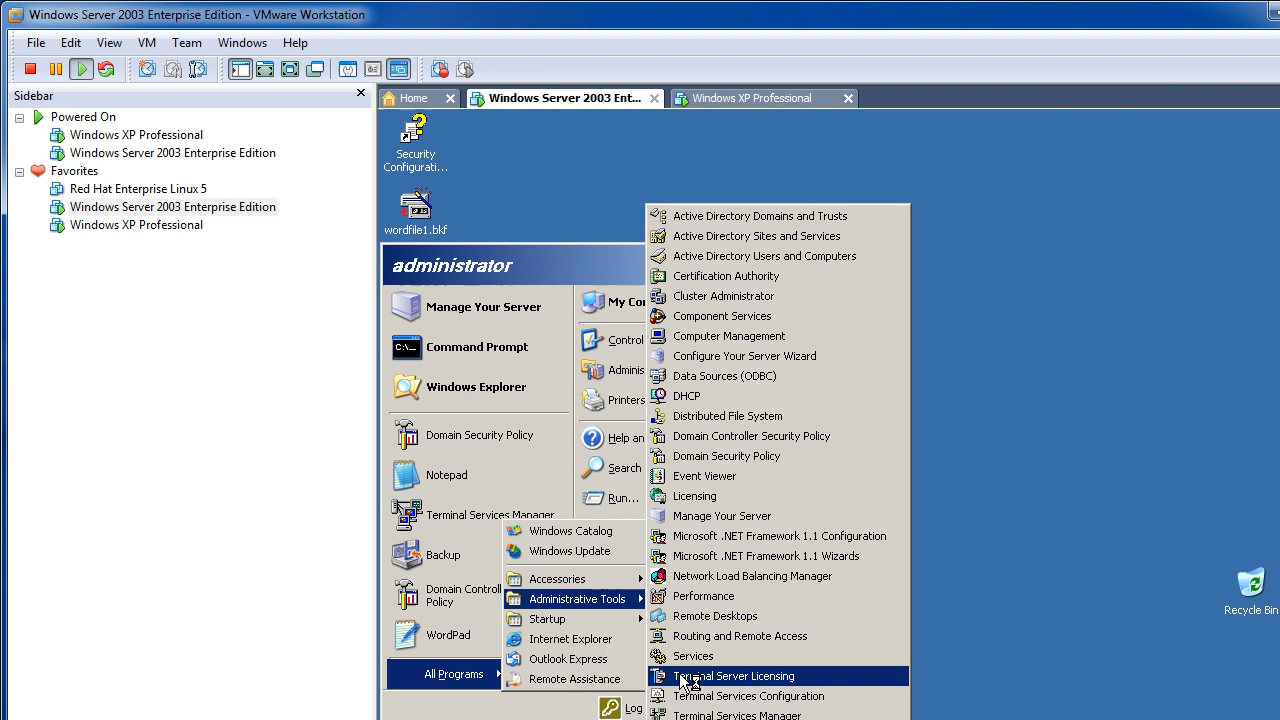 Windows Server 2003 Enterprise Edition - VMware Workstation
File Edit View VM Team Windows Help
Sidebar
Powered On
Windows XP Professional
Windows Server 2003 Enterprise Edition
Favorites
Red Hat Enterprise Linux 5
Windows Server 2003 Enterprise Edition
Windows XP Professional
Home
Windows Server 2003 Ent...
Windows XP Professional
Security
Configurati...
wordfile1.bkf
administrator
Manage Your Server
Command Prompt
Windows Explorer
Domain Security Policy
Notepad
Terminal Services Manager
Backup
Domain Controll
Policy
WordPad
All Programs
My Co
Control
Adminis
Printers
Help an
Search
Run...
Log
Windows Catalog
Windows Update
Accessories
Administrative Tools
Startup
Internet Explorer
Outlook Express
Remote Assistance
Active Directory Domains and Trusts
Active Directory Sites and Services
Active Directory Users and Computers
Certification Authority
Cluster Administrator
Component Services
Computer Management
Configure Your Server Wizard
Data Sources (ODBC)
DHCP
Distributed File System
Domain Controller Security Policy
Domain Security Policy
Event Viewer
Licensing
Manage Your Server
Microsoft .NET Framework 1.1 Configuration
Microsoft .NET Framework 1.1 Wizards
Network Load Balancing Manager
Performance
Remote Desktops
Routing and Remote Access
Services
Terminal Server Licensing
Terminal Services Configuration
Terminal Services Manager
Recycle Bin